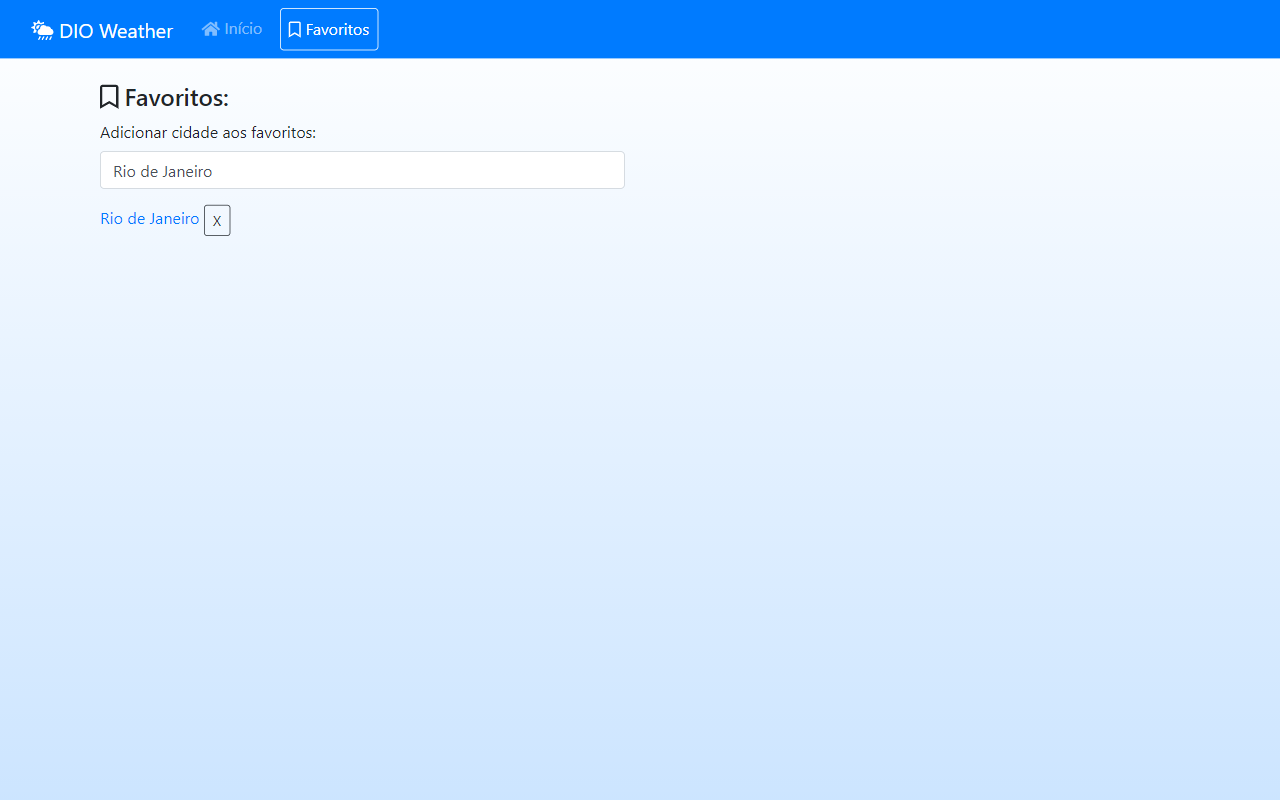 DIO Weather Início Favoritos
Favoritos:
Adicionar cidade aos favoritos:
Rio de Janeiro
Rio de Janeiro X